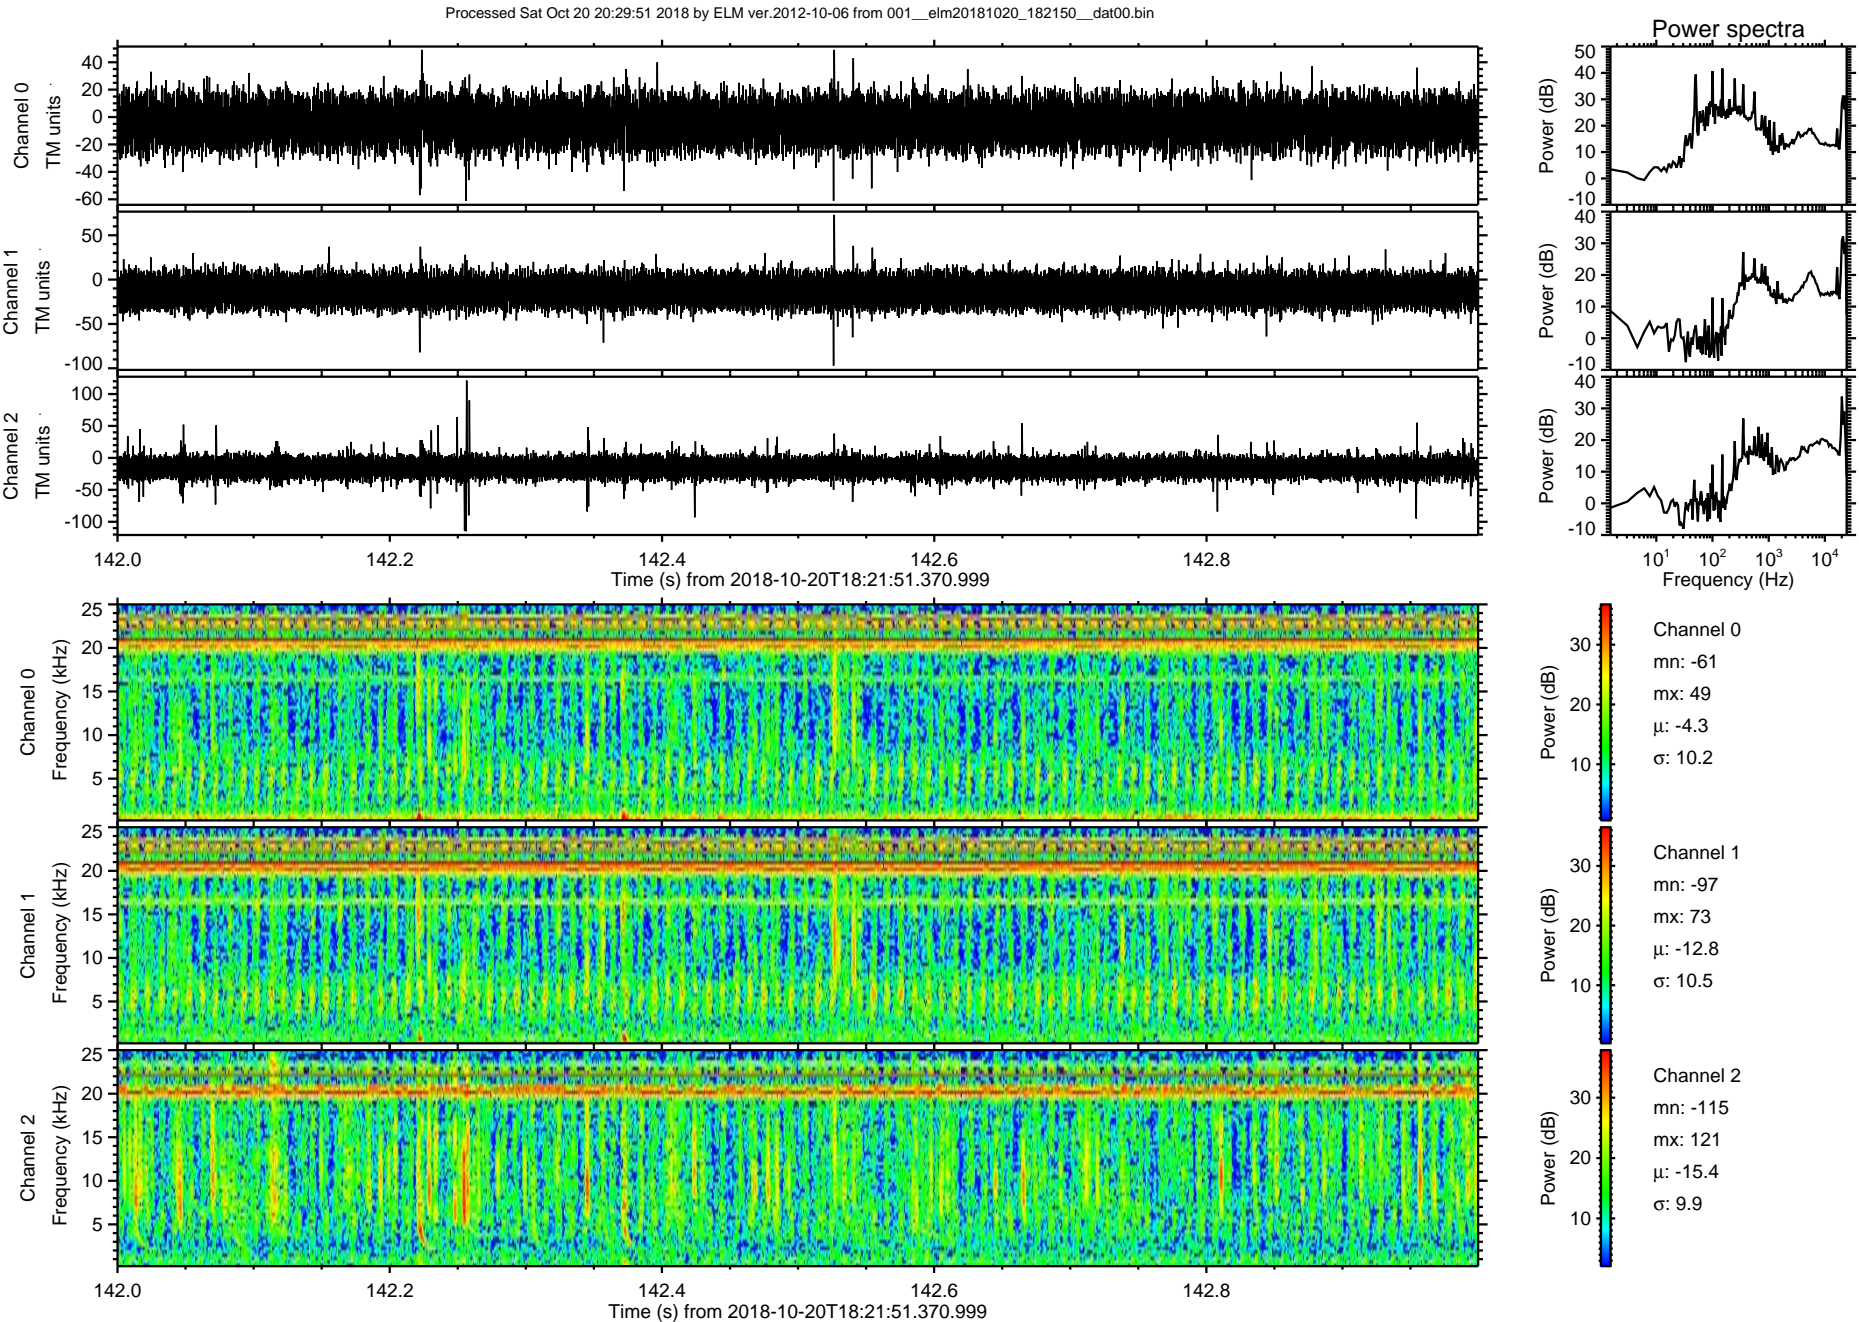 Processed Sat Oct 20 20:29:51 2018 by ELM ver.2012-10-06 from 001__elm20181020_182150__dat00.bin
Power spectra
Channel 0
TM units
40
20
0
-20
-40
-60
Power (dB)
50
40
30
20
10
0
-10
Channel 1
TM units
50
0
-50
-100
Power (dB)
40
30
20
10
0
-10
Channel 2
TM units
100
50
0
-50
-100
Power (dB)
40
30
20
10
0
-10
142.0 142.2 142.4 142.6 142.8
Time (s) from 2018-10-20T18:21:51.370.999
10¹ 10² 10³ 10⁴
Frequency (Hz)
Channel 0
Frequency (kHz)
25
20
15
10
5
Power (dB)
30
20
10
Channel 0
mn: -61
mx: 49
μ: -4.3
σ: 10.2
Channel 1
Frequency (kHz)
25
20
15
10
5
Power (dB)
30
20
10
Channel 1
mn: -97
mx: 73
μ: -12.8
σ: 10.5
Channel 2
Frequency (kHz)
25
20
15
10
5
Power (dB)
30
20
10
Channel 2
mn: -115
mx: 121
μ: -15.4
σ: 9.9
142.0 142.2 142.4 142.6 142.8
Time (s) from 2018-10-20T18:21:51.370.999